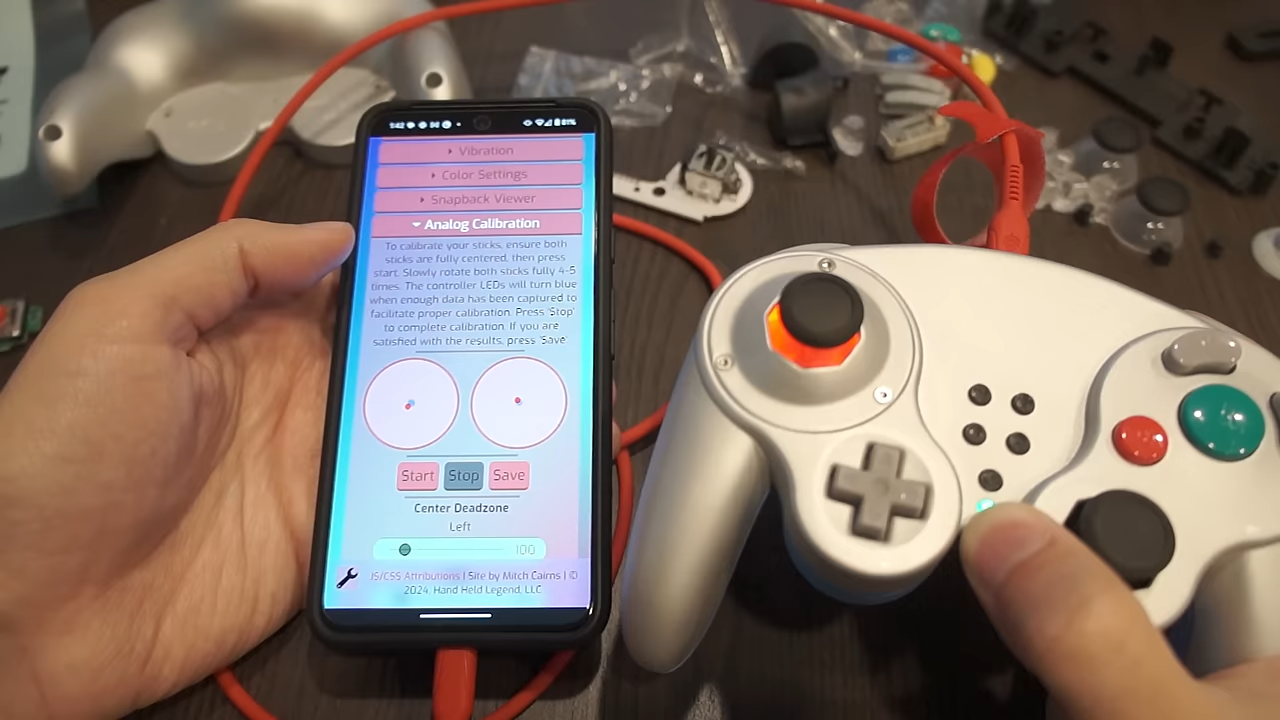 1:42
81%
Vibration
Color Settings
Snapback Viewer
Analog Calibration
To calibrate your sticks, ensure both
sticks are fully centered, then press
start. Slowly rotate both sticks fully 4-5
times. The controller LEDs will turn blue
when enough data has been captured to
facilitate proper calibration. Press 'Stop'
to complete calibration. If you are
satisfied with the results, press 'Save'
Start Stop Save
Center Deadzone
Left
100
JS/CSS Attributions | Site by Mitch Cairns | ©
2024, Hand Held Legend, LLC